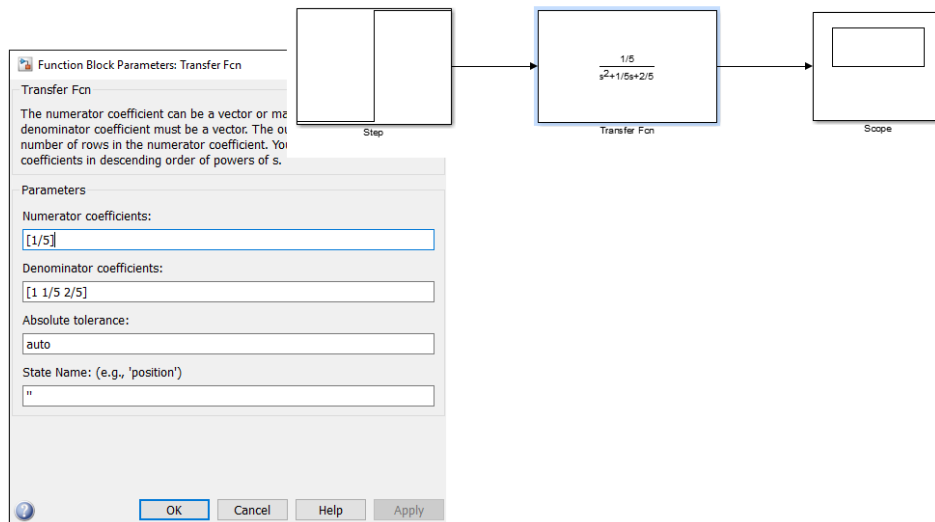 Function Block Parameters: Transfer Fcn
Transfer Fcn
The numerator coefficient can be a vector or ma
denominator coefficient must be a vector. The ou
number of rows in the numerator coefficient. You
coefficients in descending order of powers of s.
Parameters
Numerator coefficients:
[1/5]
Denominator coefficients:
[1 1/5 2/5]
Absolute tolerance:
auto
State Name: (e.g., 'position')
''
OK Cancel Help Apply
Step
1/5
s²+1/5s+2/5
Transfer Fcn
Scope